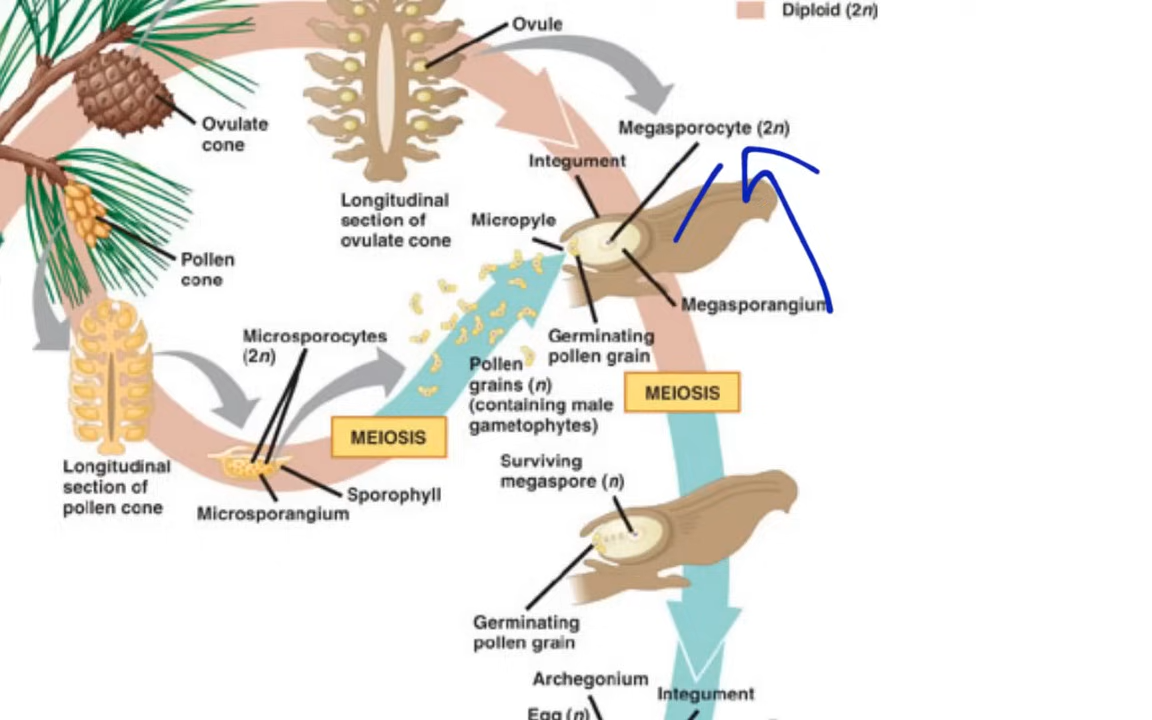 Diploid (2n)
Ovule
Ovulate
cone
Megasporocyte (2n)
Integument
Longitudinal
section of
ovulate cone
Micropyle
Pollen
cone
Megasporangium
Microsporocytes
(2n)
Germinating
pollen grain
Pollen
grains (n)
(containing male
gametophytes)
MEIOSIS
MEIOSIS
Surviving
megaspore (n)
Longitudinal
section of
pollen cone
Sporophyll
Microsporangium
Germinating
pollen grain
Archegonium
Integument
Egg (n)